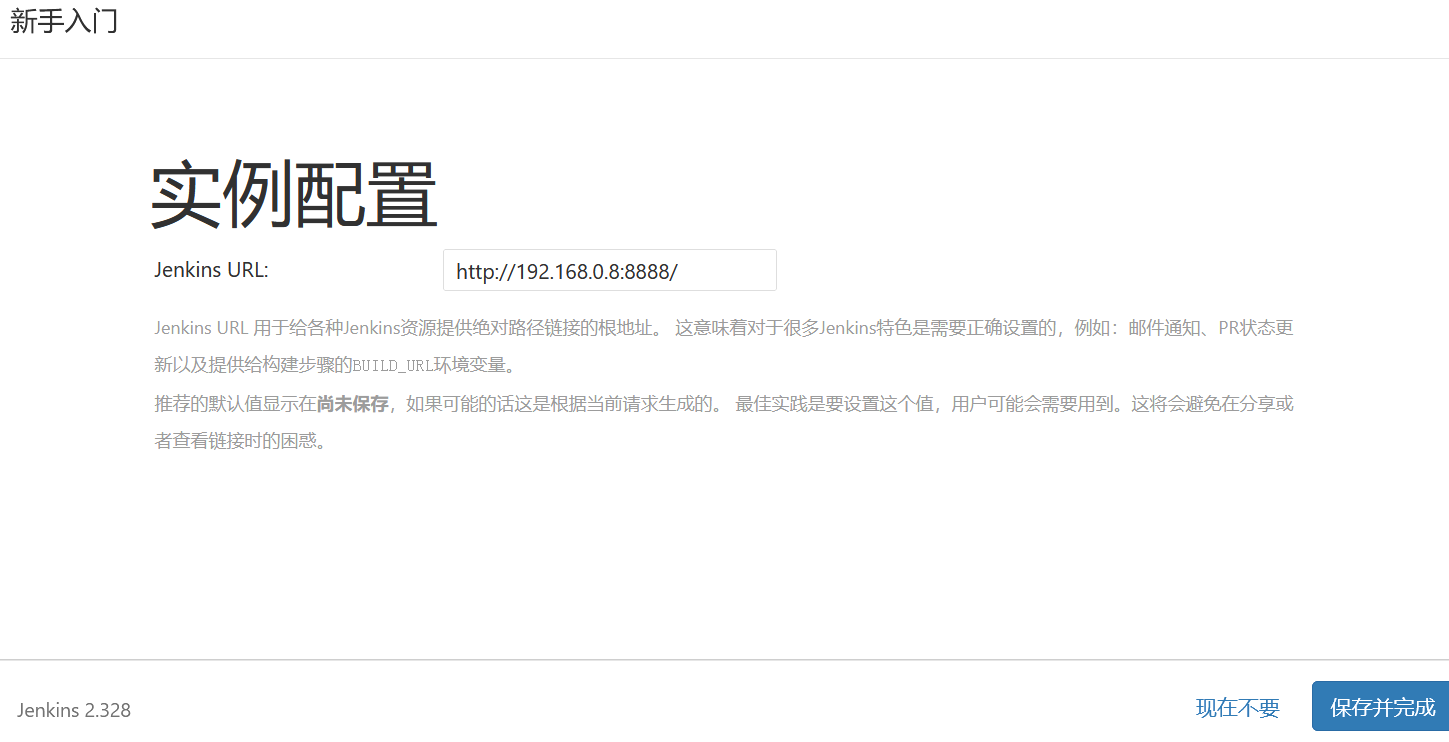 新手入门
实例配置
Jenkins URL:
http://192.168.0.8:8888/
Jenkins URL 用于给各种Jenkins资源提供绝对路径链接的根地址。 这意味着对于很多Jenkins特色是需要正确设置的，例如：邮件通知、PR状态更
新以及提供给构建步骤的BUILD_URL环境变量。
推荐的默认值显示在尚未保存，如果可能的话这是根据当前请求生成的。 最佳实践是要设置这个值，用户可能会需要用到。这将会避免在分享或
者查看链接时的困惑。
Jenkins 2.328
现在不要
保存并完成